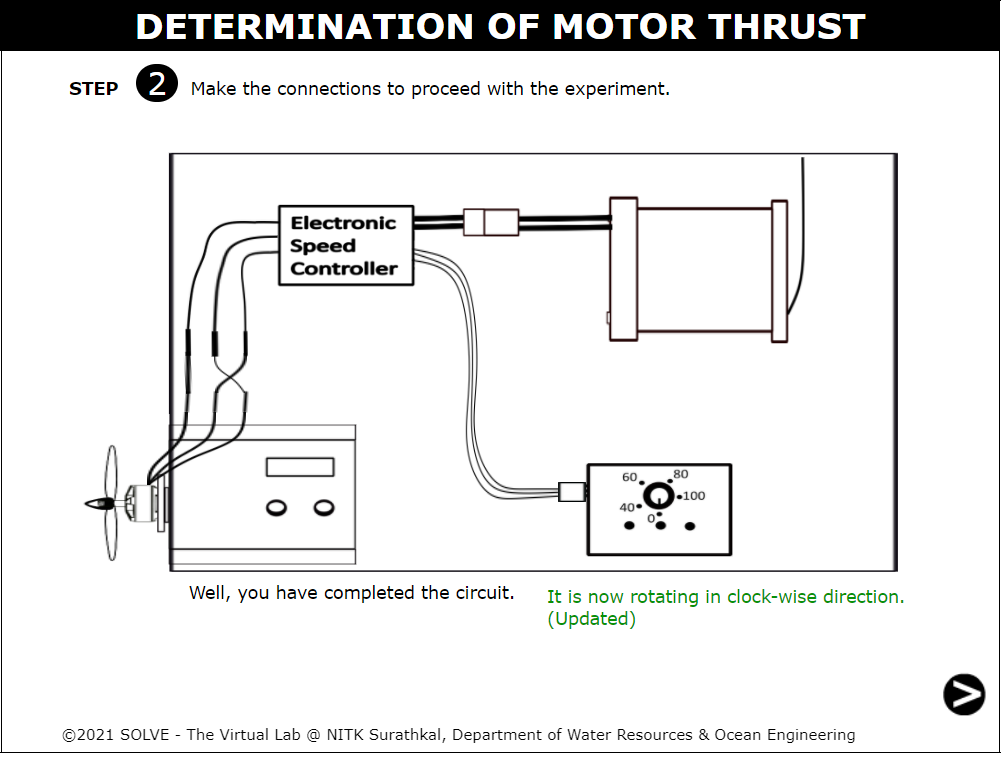 DETERMINATION OF MOTOR THRUST
STEP 2 Make the connections to proceed with the experiment.
Electronic
Speed
Controller
60 80
100
40
0
Well, you have completed the circuit.
It is now rotating in clock-wise direction.
(Updated)
>
©2021 SOLVE - The Virtual Lab @ NITK Surathkal, Department of Water Resources & Ocean Engineering